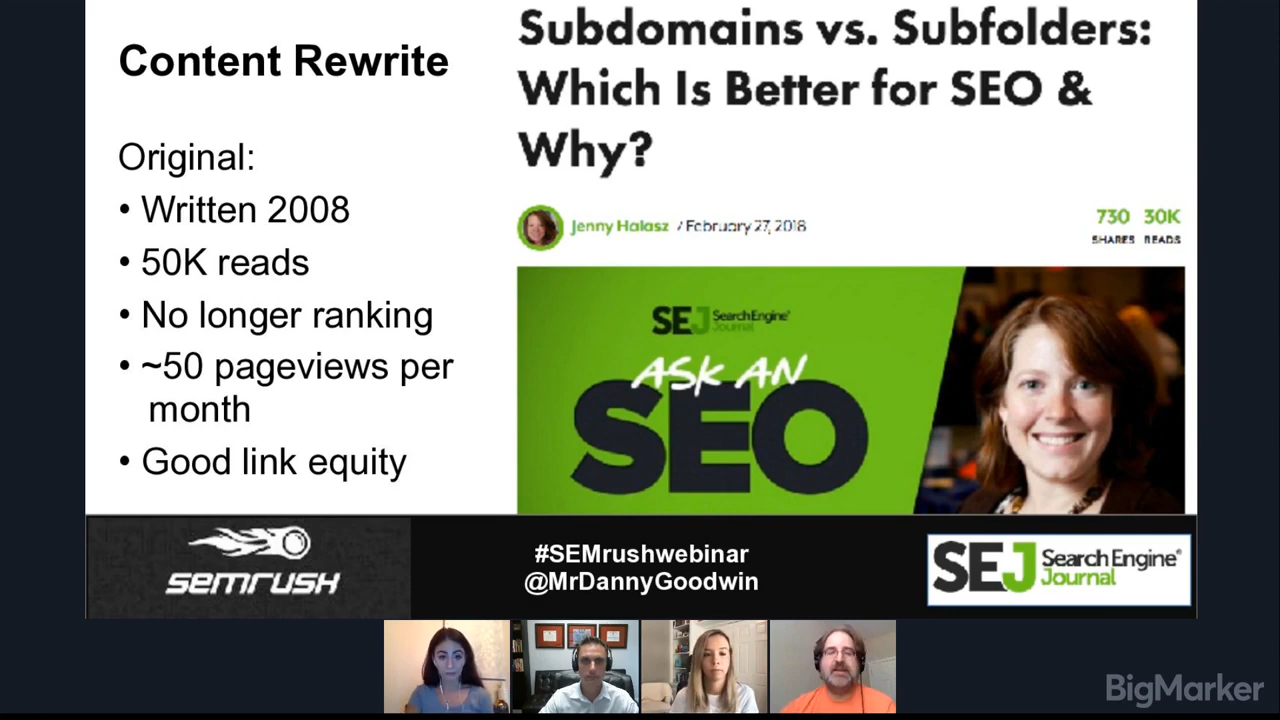 Content Rewrite
Original:
• Written 2008
• 50K reads
• No longer ranking
• ~50 pageviews per
month
• Good link equity
Subdomains vs. Subfolders:
Which Is Better for SEO &
Why?
Jenny Halasz / February 27, 2018
730 30K
SHARES READS
SEJ SearchEngine
Journal
ASK AN
SEO
semrush
#SEMrushwebinar
@MrDannyGoodwin
SEJ Search Engine®
Journal
BigMarker